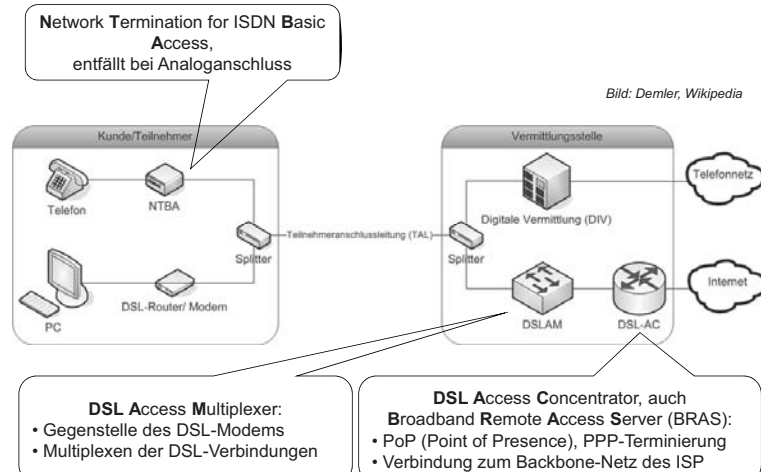 Network Termination for ISDN Basic
Access,
entfällt bei Analoganschluss
Bild: Demler, Wikipedia
Kunde/Teilnehmer
Telefon
NTBA
Splitter
PC
DSL-Router/ Modem
Teilnehmeranschlussleitung (TAL)
Vermittlungsstelle
Splitter
Digitale Vermittlung (DIV)
Telefonnetz
DSLAM
DSL-AC
Internet
DSL Access Multiplexer:
• Gegenstelle des DSL-Modems
• Multiplexen der DSL-Verbindungen
DSL Access Concentrator, auch
Broadband Remote Access Server (BRAS):
• PoP (Point of Presence), PPP-Terminierung
• Verbindung zum Backbone-Netz des ISP